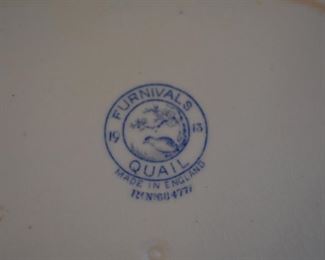 FURNIVALS
19 13
QUAIL
MADE IN ENGLAND